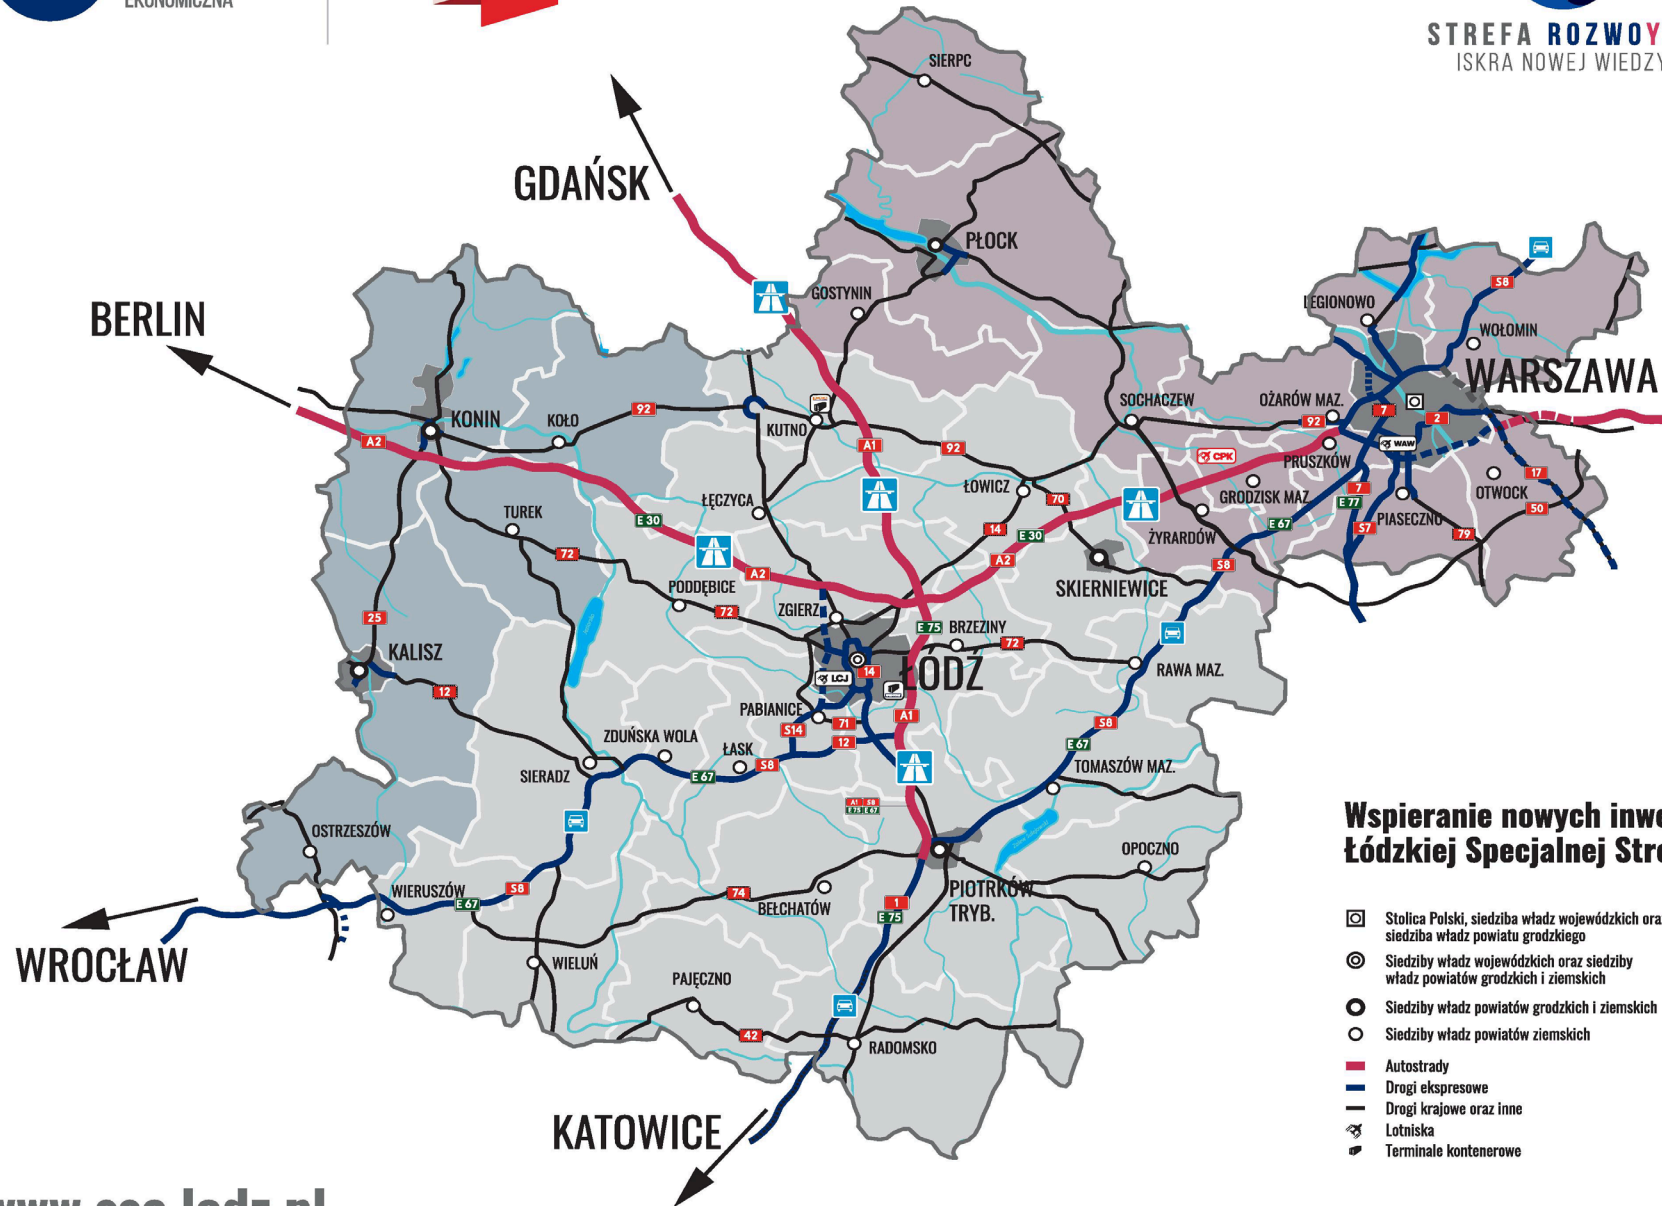 EKONOMICZNA
STREFA ROZWOY
ISKRA NOWEJ WIEDZY
SIERPC
GDAŃSK
PŁOCK
GOSTYNIN
LEGIONOWO
S8
WOŁOMIN
BERLIN
WARSZAWA
KONIN
KOŁO
92
KUTNO
A1
92
SOCHACZEW
OŻARÓW MAZ.
92
7
2
WAW
A2
CPK
PRUSZKÓW
GRODZISK MAZ.
OTWOCK
17
ŁĘCZYCA
ŁOWICZ
70
7
E 77
PIASECZNO
50
TUREK
E 30
14
E 30
ŻYRARDÓW
E 67
S7
79
72
A2
A2
S8
SKIERNIEWICE
PODDĘBICE
72
ZGIERZ
25
E 75
BRZEZINY
72
KALISZ
ŁÓDŹ
14
LCJ
RAWA MAZ.
12
PABIANICE
A1
S14
71
S8
ZDUŃSKA WOLA
ŁASK
12
E 67
SIERADZ
E 67
S8
TOMASZÓW MAZ.
A1 S8
E 75 E 67
OSTRZESZÓW
OPOCZNO
WIERUSZÓW
S8
E 67
74
BEŁCHATÓW
1
E 75
PIOTRKÓW
TRYB.
WROCŁAW
WIELUŃ
PAJĘCZNO
42
RADOMSKO
KATOWICE
Wspieranie nowych inwe
Łódzkiej Specjalnej Stre
Stolica Polski, siedziba władz wojewódzkich ora
siedziba władz powiatu grodzkiego
Siedziby władz wojewódzkich oraz siedziby
władz powiatów grodzkich i ziemskich
Siedziby władz powiatów grodzkich i ziemskich
Siedziby władz powiatów ziemskich
Autostrady
Drogi ekspresowe
Drogi krajowe oraz inne
Lotniska
Terminale kontenerowe